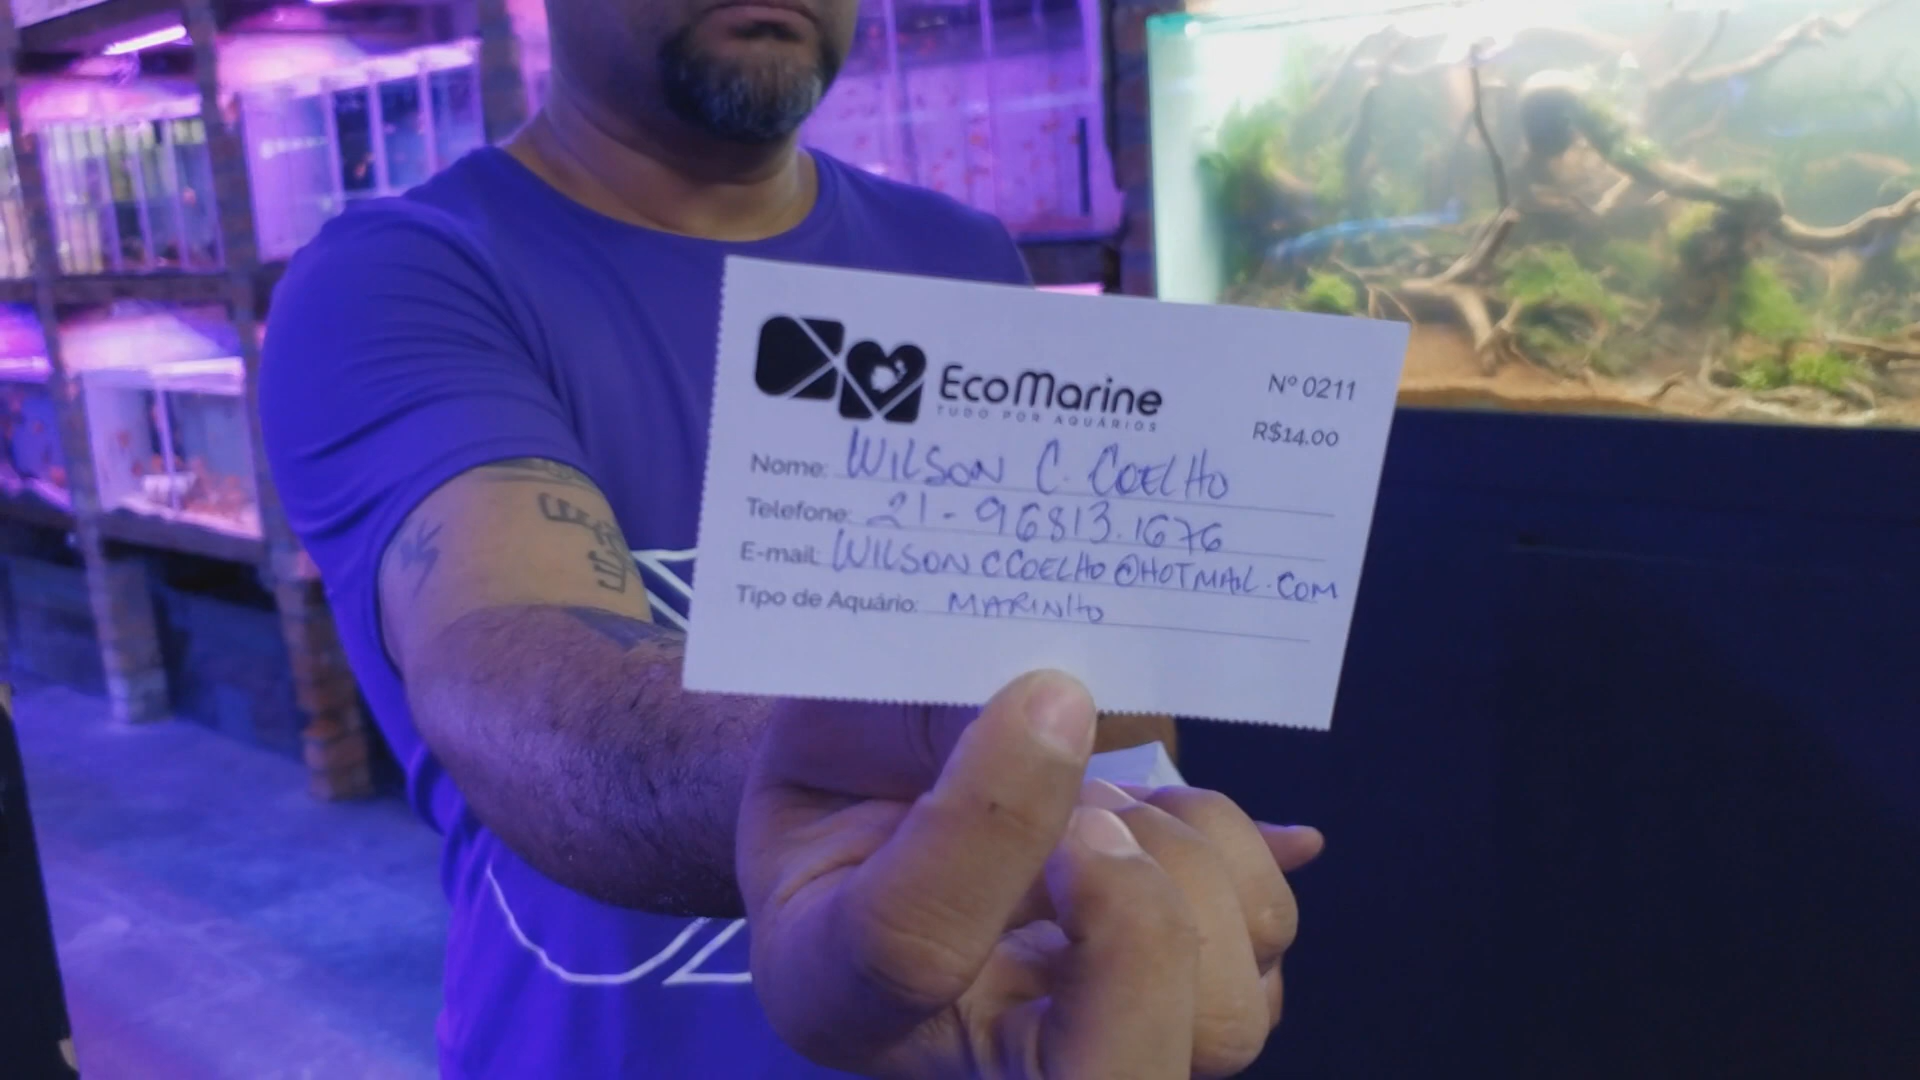 EcoMarine
TUDO POR AQUÁRIOS
Nº 0211
R$14.00
Nome: WILSON C. COELHO
Telefone: 21-96813.1676
E-mail: WILSONCCOELHO@HOTMAIL.COM
Tipo de Aquário: MARINHO